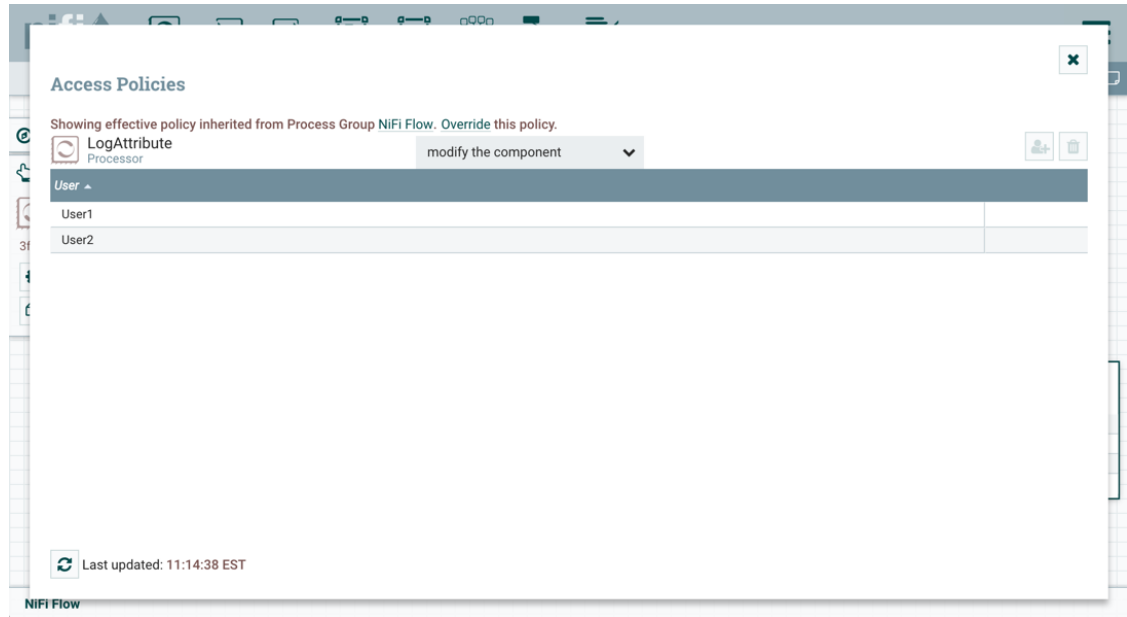 Access Policies
Showing effective policy inherited from Process Group NiFi Flow. Override this policy.
LogAttribute
Processor
modify the component
User
User1
User2
Last updated: 11:14:38 EST
NiFi Flow